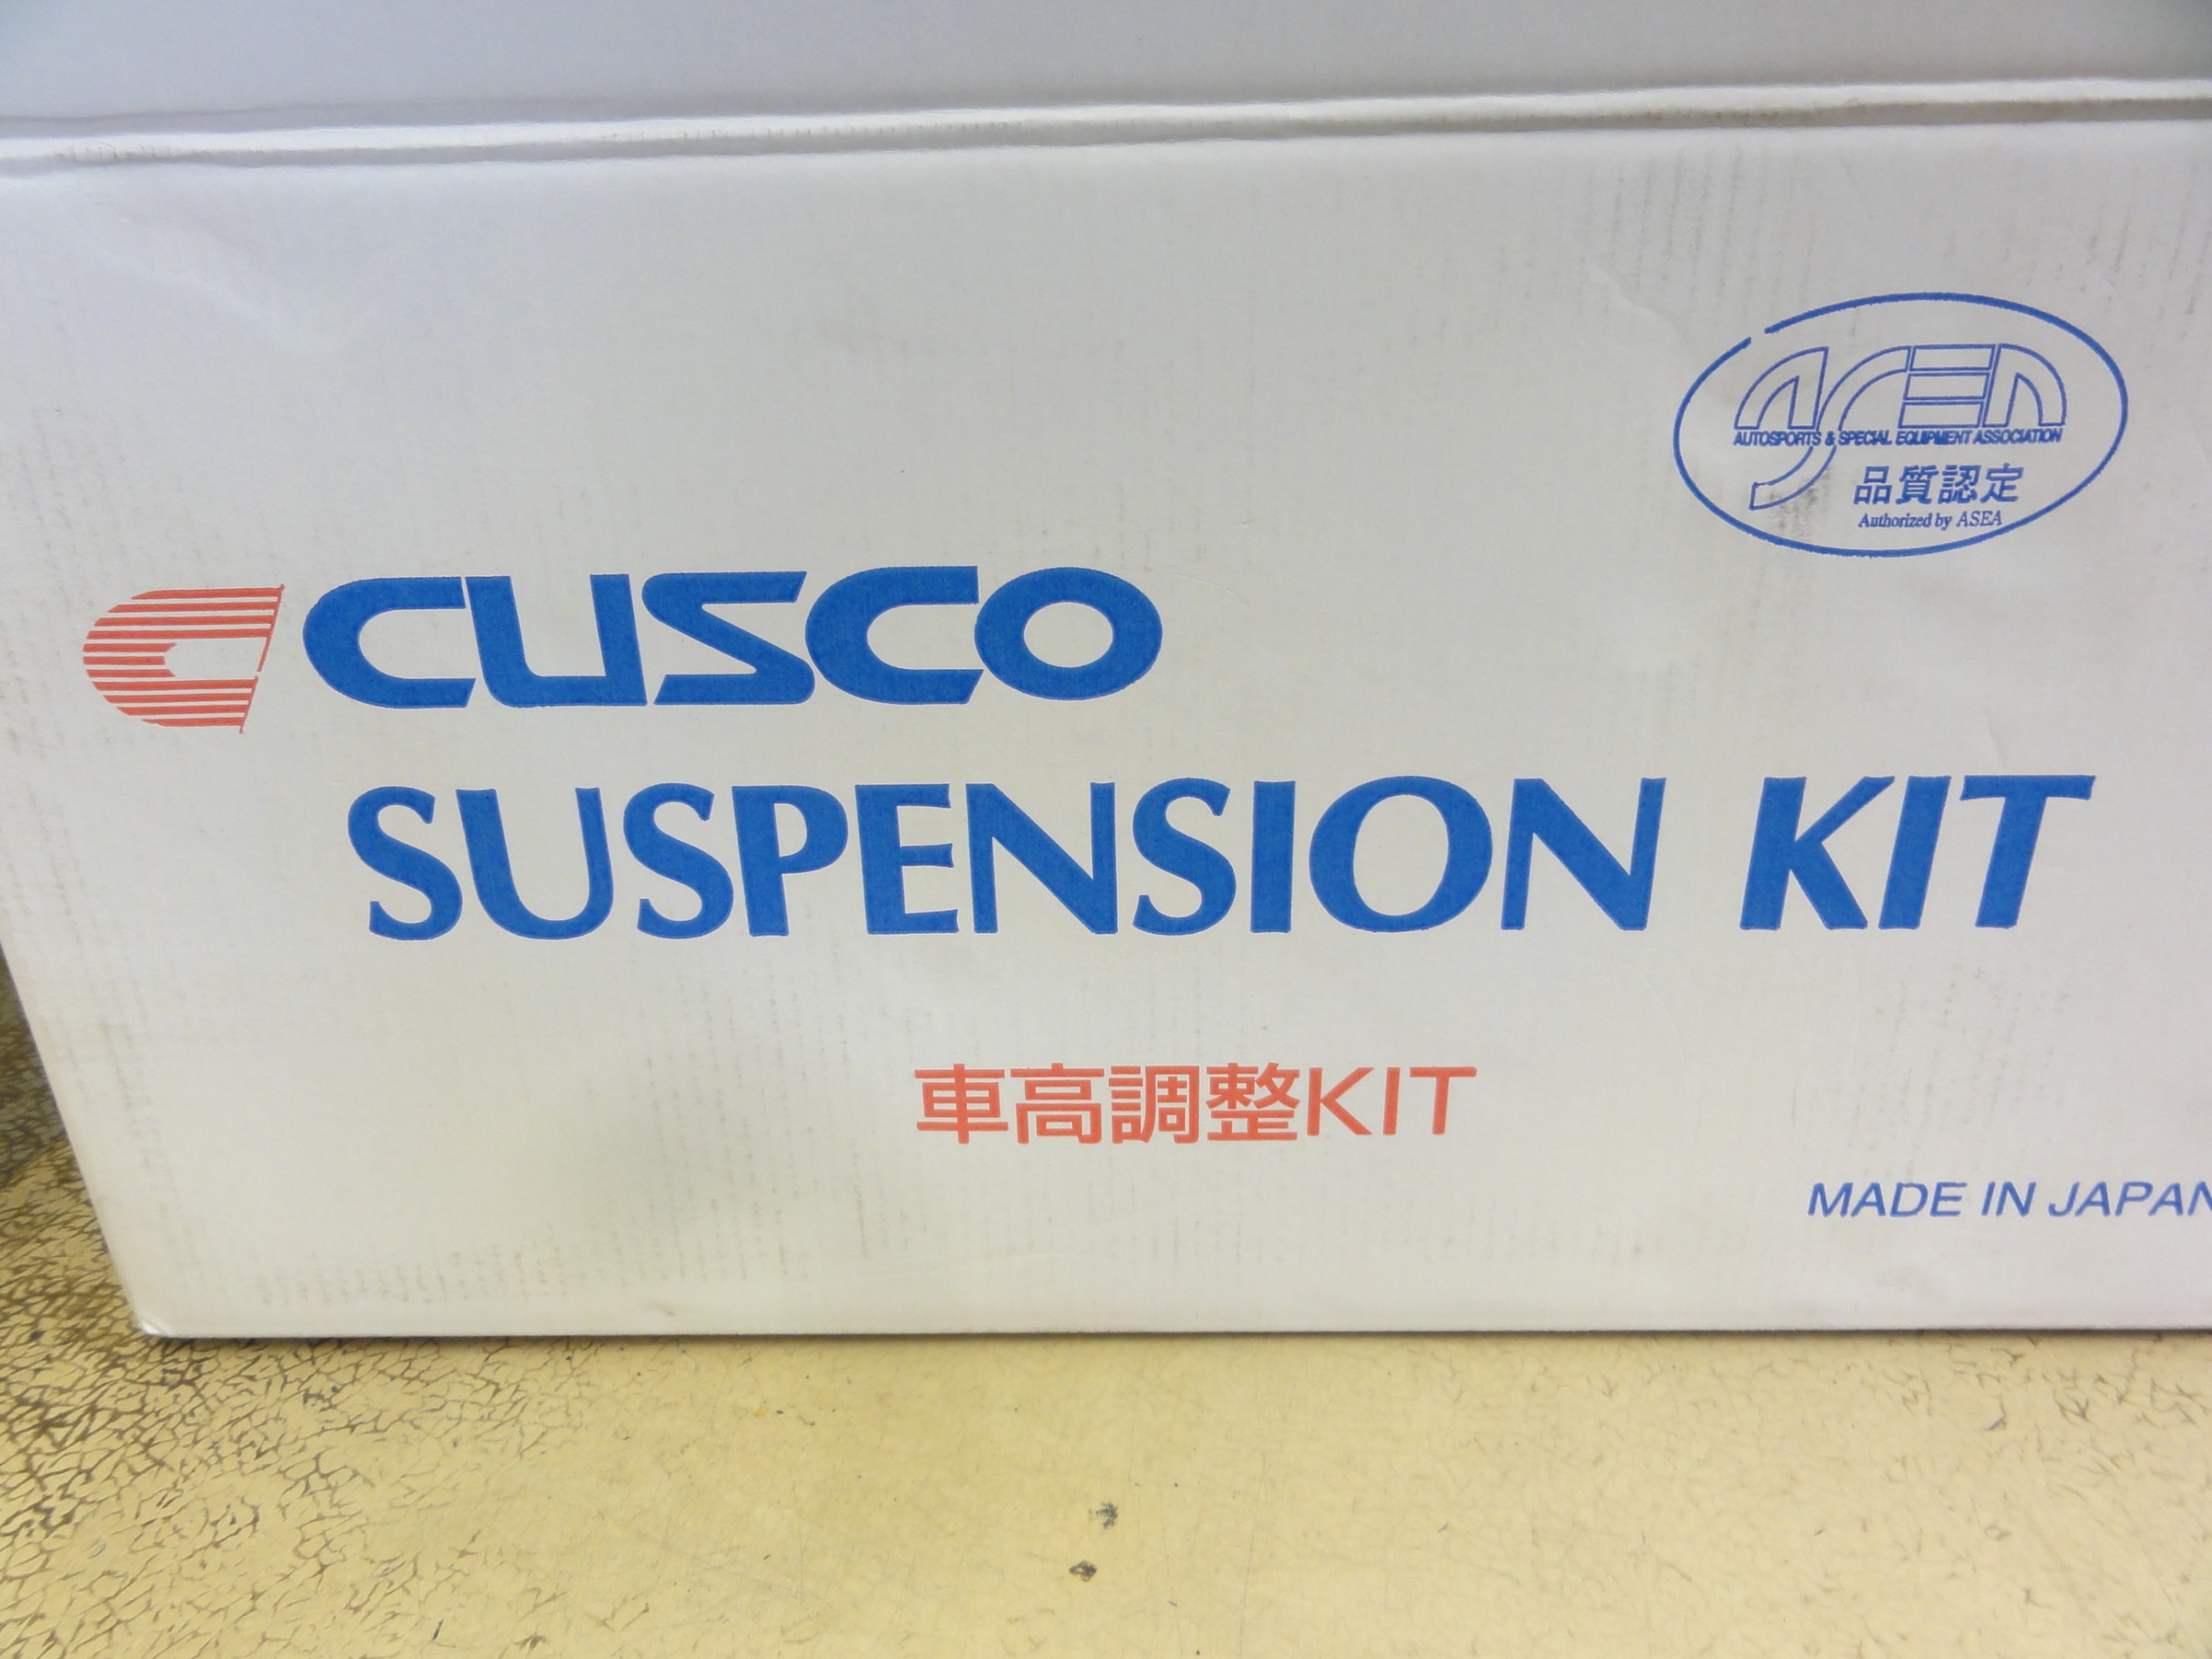 ASEA
AUTOSPORTS & SPECIAL EQUIPMENT ASSOCIATION
品質認定
Authorized by ASEA
CUSCO
SUSPENSION KIT
車高調整KIT
MADE IN JAPAN